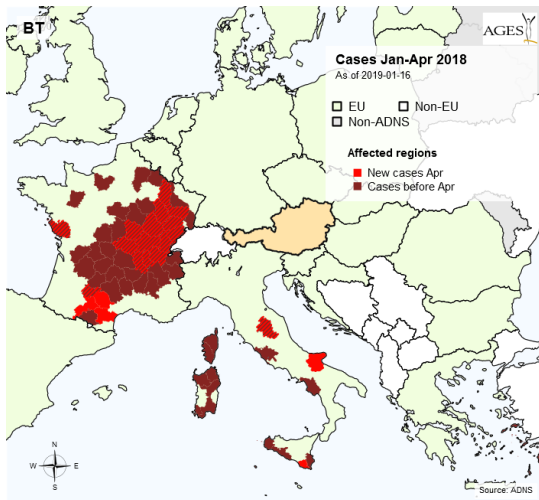 BT
AGES
Cases Jan-Apr 2018
As of 2019-01-16
EU
Non-EU
Non-ADNS
Affected regions
New cases Apr
Cases before Apr
N
W E
S
Source: ADNS